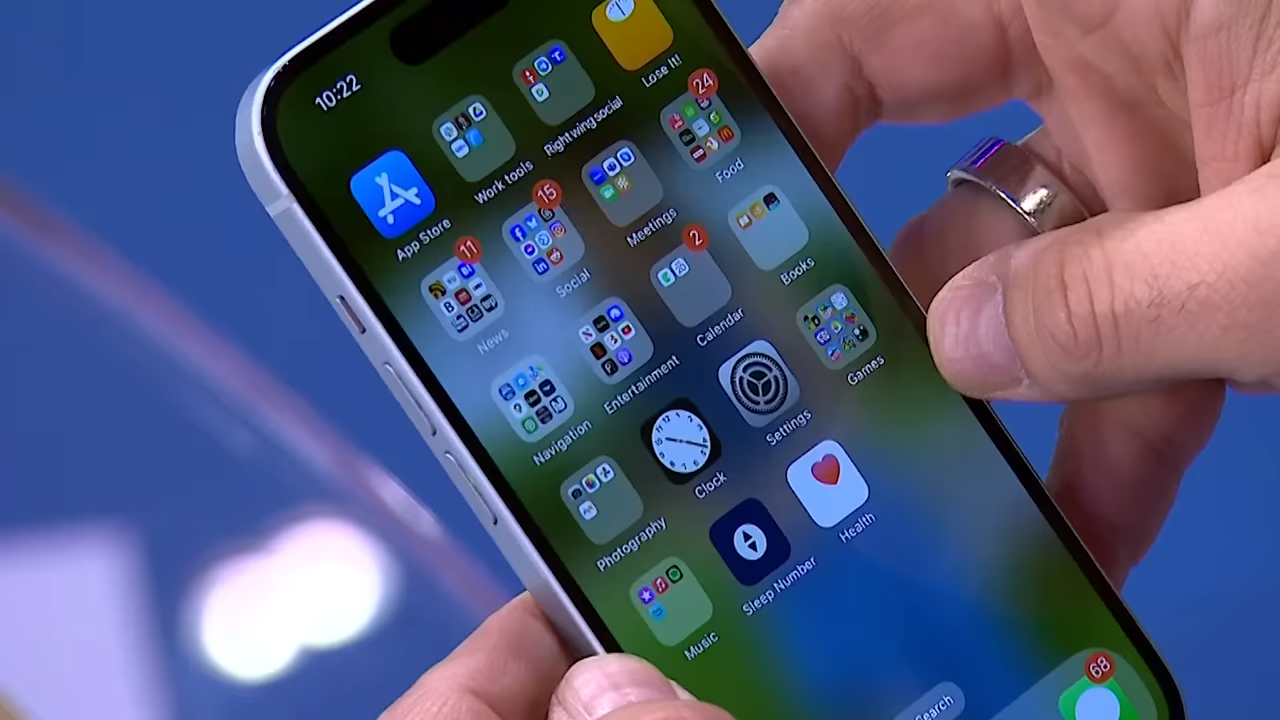 10:22
App Store
Work tools
Right wing social
Lose It!
11
News
15
Social
Meetings
24
Food
Navigation
Entertainment
2
Calendar
Books
Photography
Clock
Settings
Games
Music
Sleep Number
Health
Search
68